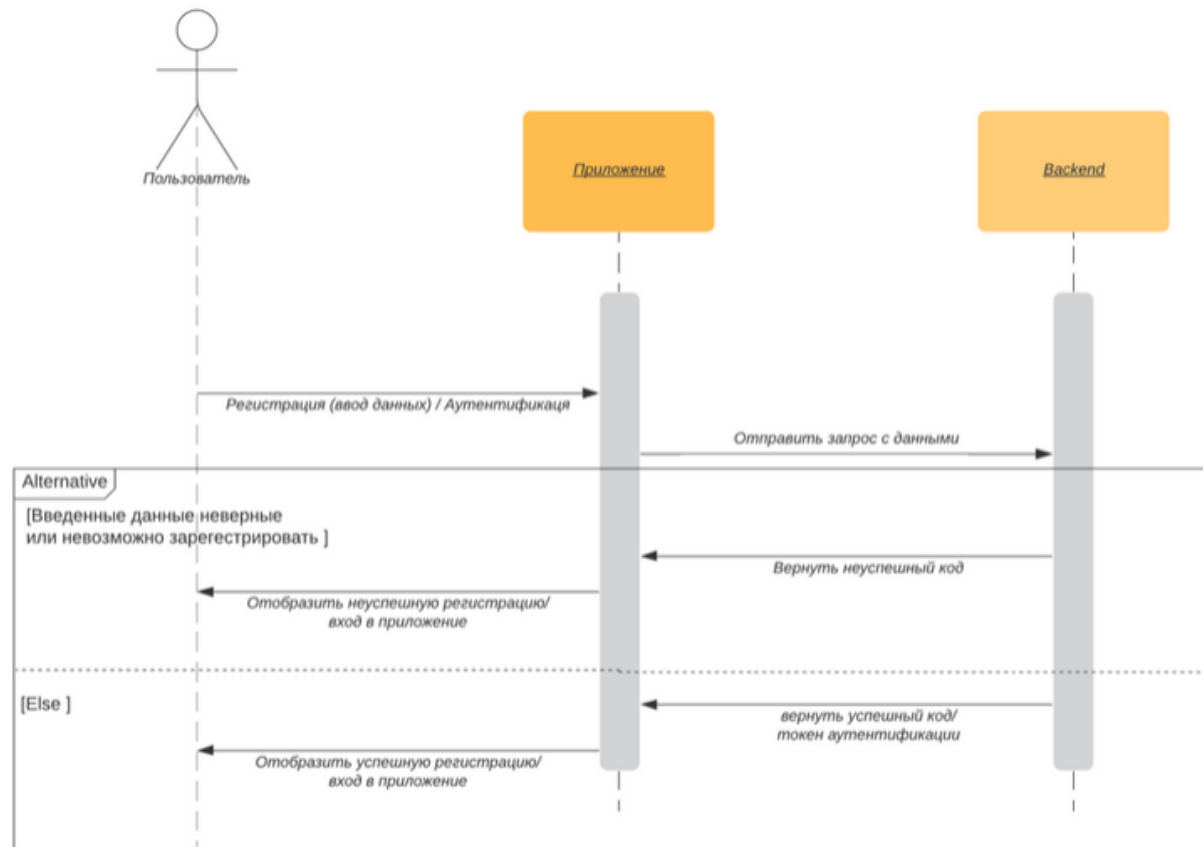 Пользователь
Приложение
Backend
Регистрация (ввод данных) / Аутентификаця
Отправить запрос с данными
Alternative
[Введенные данные неверные
или невозможно зарегестрировать ]
Вернуть неуспешный код
Отобразить неуспешную регистрацию/
вход в приложение
[Else ]
вернуть успешный код/
токен аутентификации
Отобразить успешную регистрацию/
вход в приложение